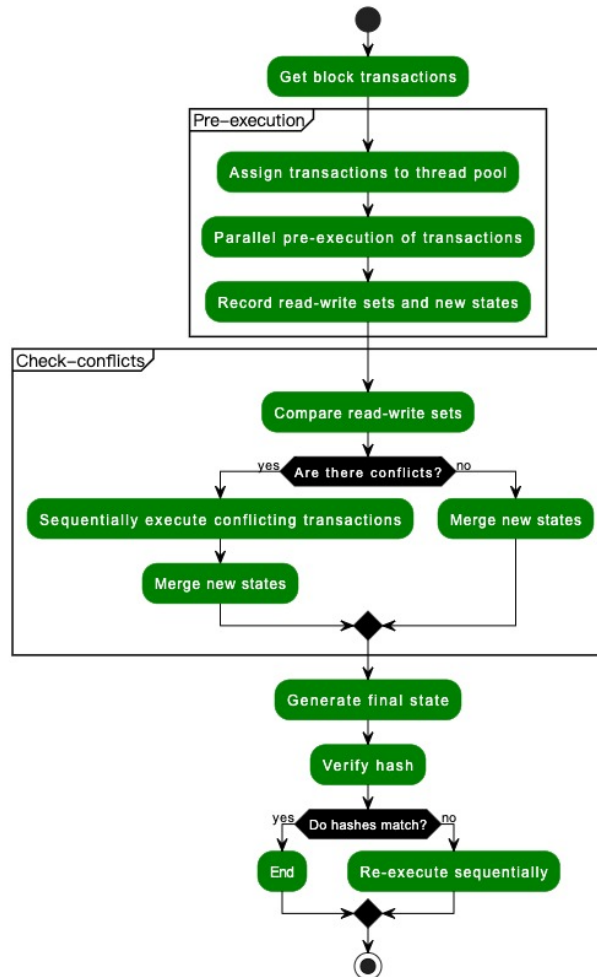 Get block transactions
Pre-execution
Assign transactions to thread pool
Parallel pre-execution of transactions
Record read-write sets and new states
Check-conflicts
Compare read-write sets
yes
Are there conflicts?
no
Sequentially execute conflicting transactions
Merge new states
Merge new states
Generate final state
Verify hash
yes
Do hashes match?
no
End
Re-execute sequentially